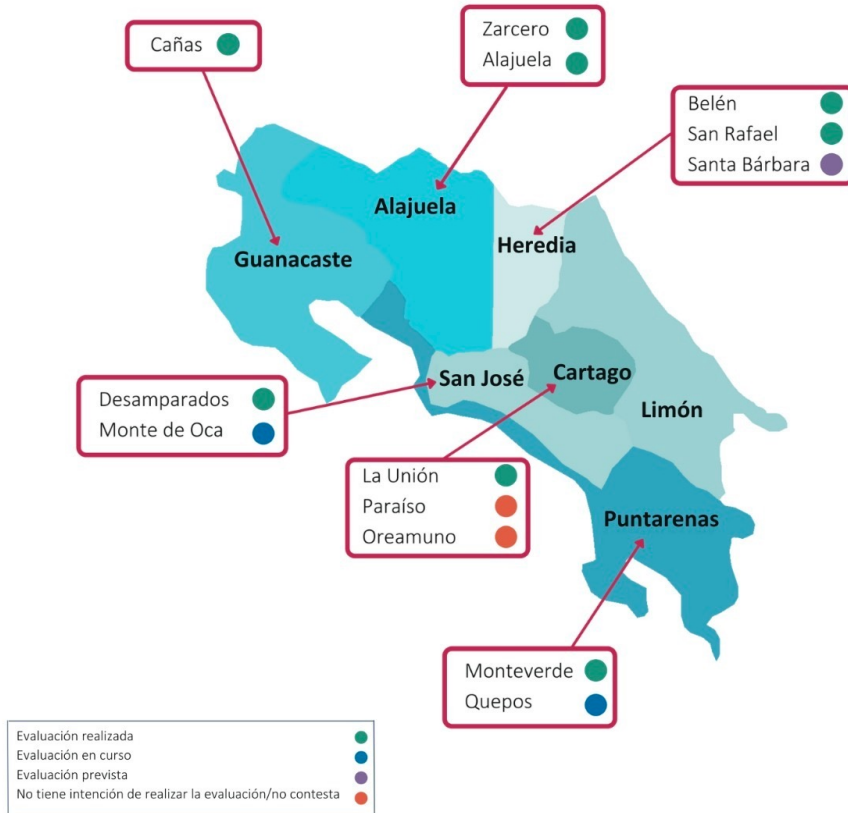 Cañas
Zarcero
Alajuela
Belén
San Rafael
Santa Bárbara
Alajuela
Heredia
Guanacaste
San José
Cartago
Limón
Desamparados
Monte de Oca
La Unión
Paraíso
Oreamuno
Puntarenas
Monteverde
Quepos
Evaluación realizada
Evaluación en curso
Evaluación prevista
No tiene intención de realizar la evaluación/no contesta